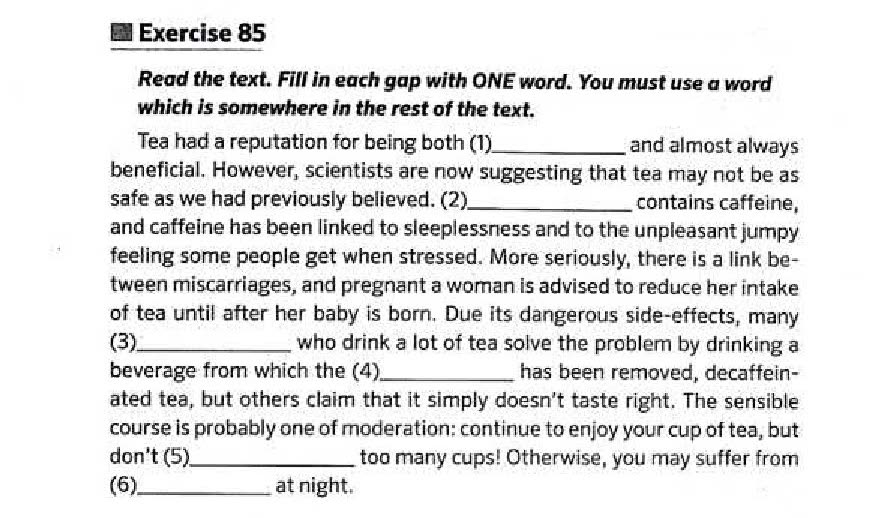 Exercise 85
Read the text. Fill in each gap with ONE word. You must use a word
which is somewhere in the rest of the text.
Tea had a reputation for being both (1)____________ and almost always
beneficial. However, scientists are now suggesting that tea may not be as
safe as we had previously believed. (2)______________ contains caffeine,
and caffeine has been linked to sleeplessness and to the unpleasant jumpy
feeling some people get when stressed. More seriously, there is a link be-
tween miscarriages, and pregnant a woman is advised to reduce her intake
of tea until after her baby is born. Due its dangerous side-effects, many
(3)_____________ who drink a lot of tea solve the problem by drinking a
beverage from which the (4)___________ has been removed, decaffein-
ated tea, but others claim that it simply doesn't taste right. The sensible
course is probably one of moderation: continue to enjoy your cup of tea, but
don't (5)______________ too many cups! Otherwise, you may suffer from
(6)___________ at night.